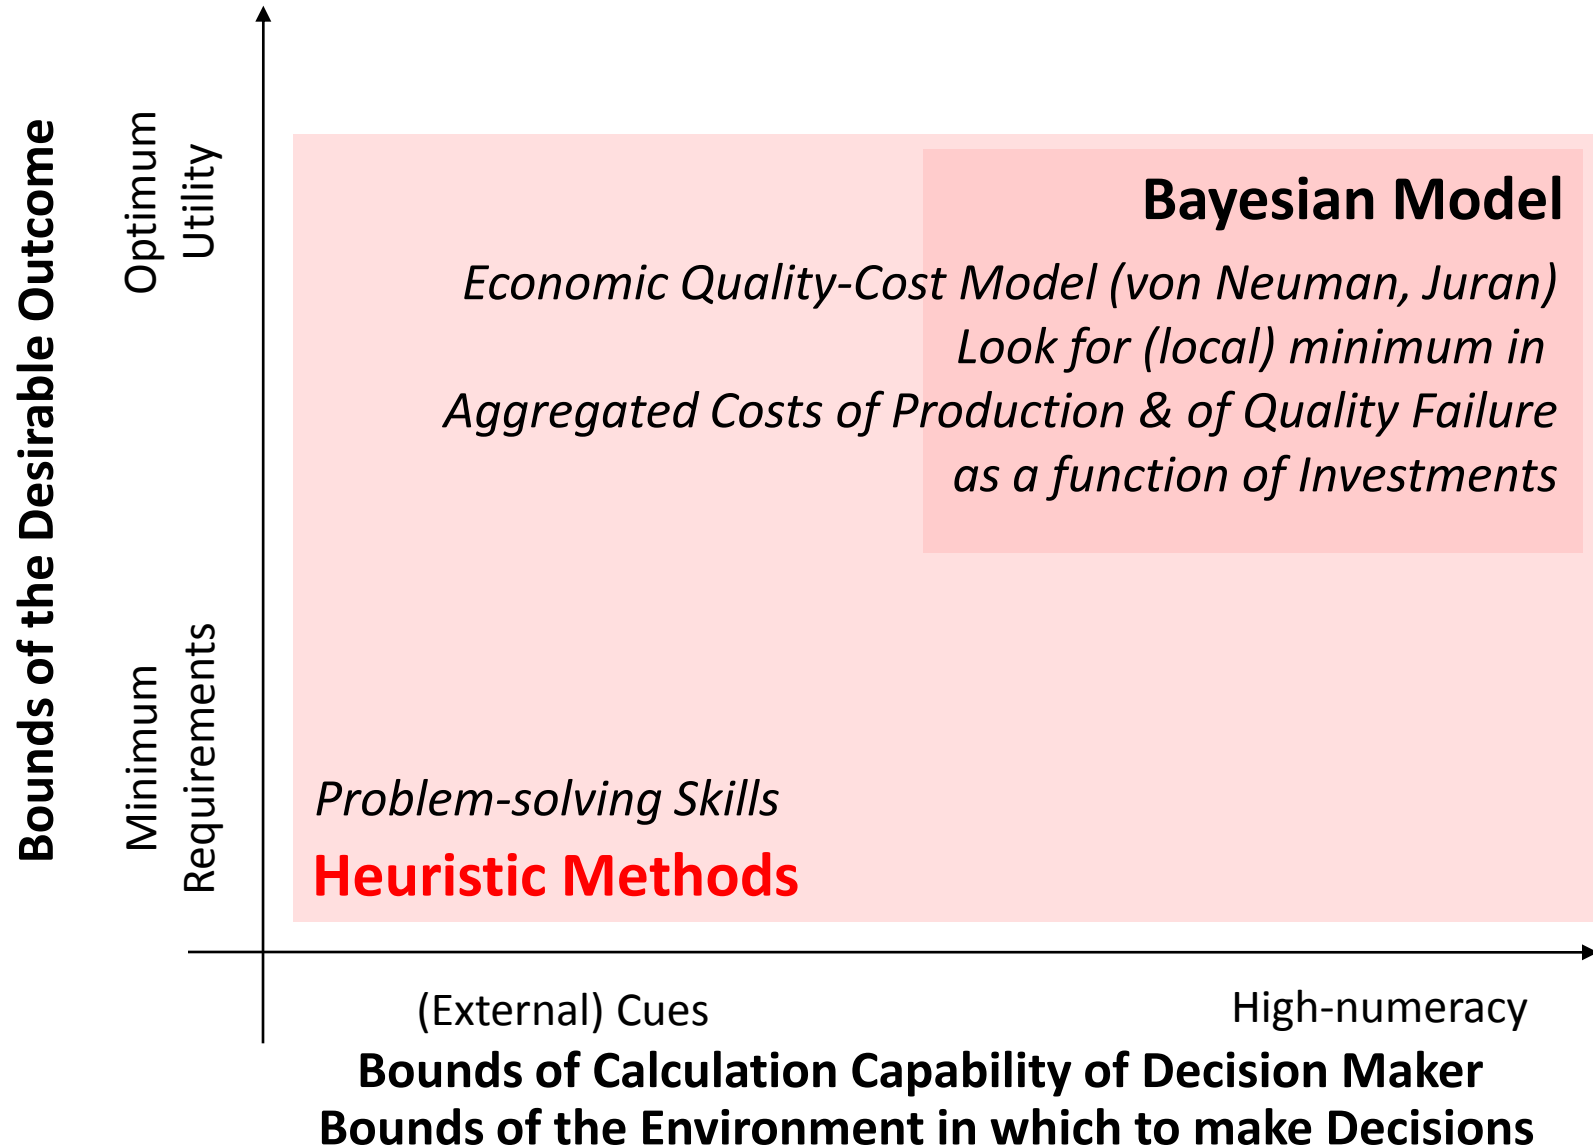 Bounds of the Desirable Outcome
Optimum
Utility
Minimum
Requirements
Bayesian Model
Economic Quality-Cost Model (von Neuman, Juran)
Look for (local) minimum in
Aggregated Costs of Production & of Quality Failure
as a function of Investments
Problem-solving Skills
Heuristic Methods
(External) Cues
High-numeracy
Bounds of Calculation Capability of Decision Maker
Bounds of the Environment in which to make Decisions